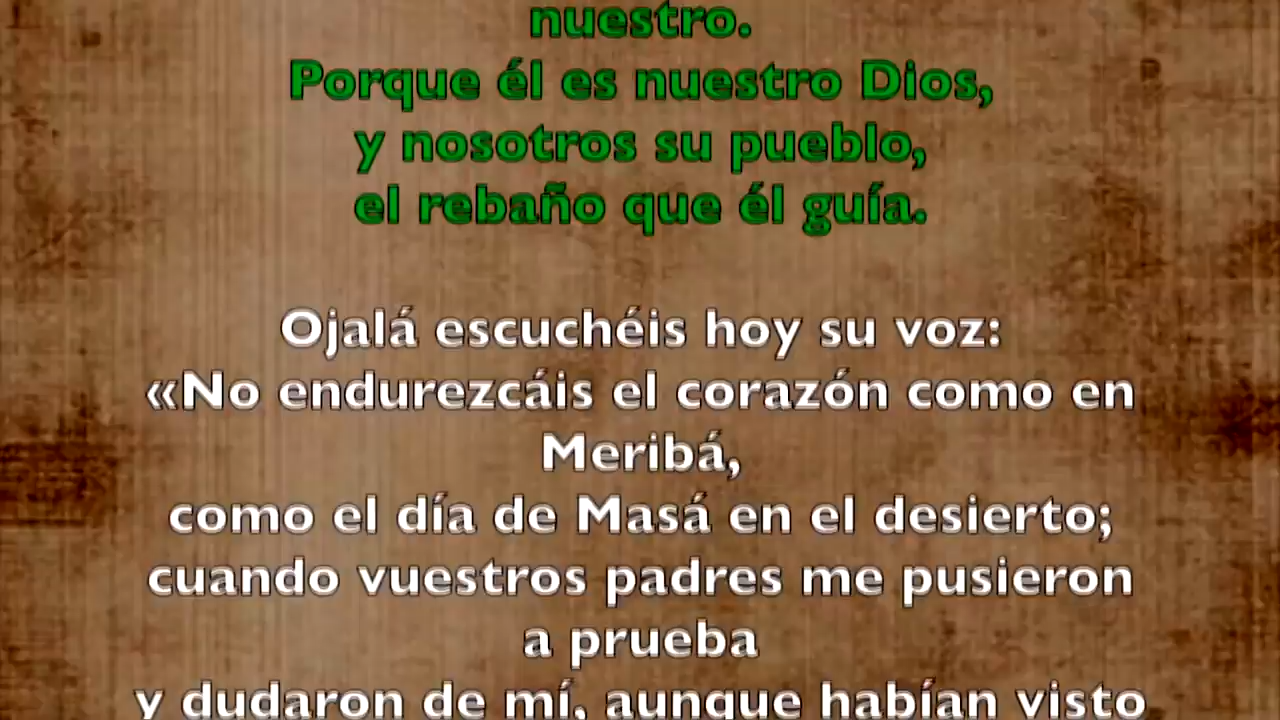 nuestro.
Porque él es nuestro Dios,
y nosotros su pueblo,
el rebaño que él guía.
Ojalá escuchéis hoy su voz:
«No endurezcáis el corazón como en
Meribá,
como el día de Masá en el desierto;
cuando vuestros padres me pusieron
a prueba
y dudaron de mí, aunque habían visto